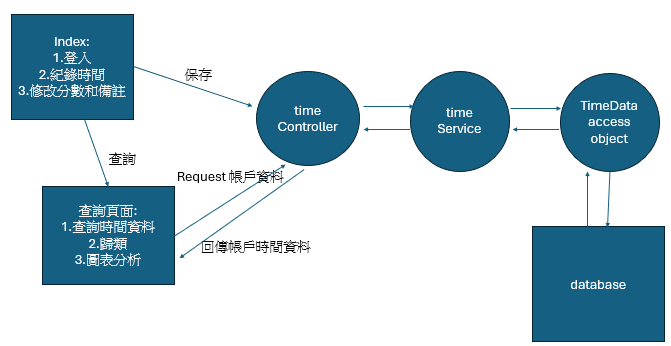 Index:
1.登入
2.紀錄時間
3.修改分數和備註
保存
time
Controller
time
Service
TimeData
access
object
查詢
Request 帳戶資料
查詢頁面:
1.查詢時間資料
2.歸類
3.圖表分析
回傳帳戶時間資料
database